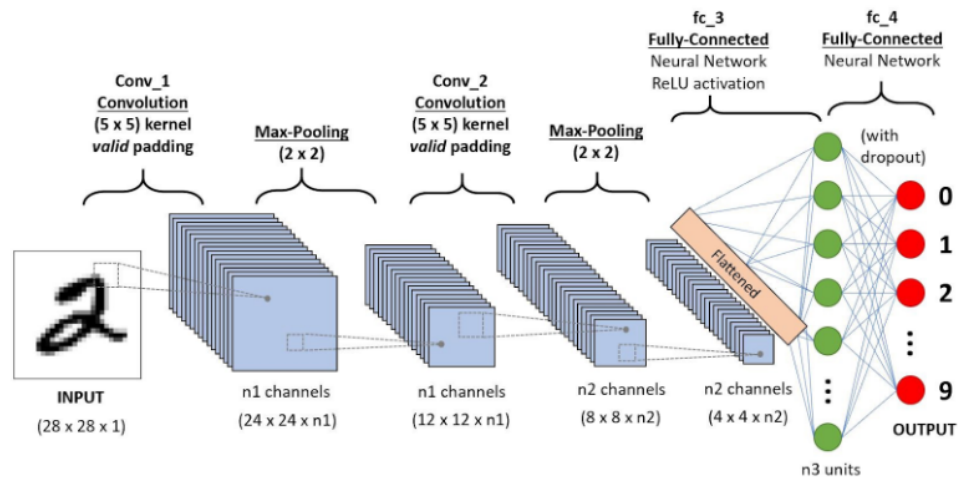 fc_3
Fully-Connected
Neural Network
ReLU activation
fc_4
Fully-Connected
Neural Network
Conv_1
Convolution
(5 x 5) kernel
valid padding
Max-Pooling
(2 x 2)
Conv_2
Convolution
(5 x 5) kernel
valid padding
Max-Pooling
(2 x 2)
(with
dropout)
Flattened
0
1
2
9
OUTPUT
INPUT
(28 x 28 x 1)
n1 channels
(24 x 24 x n1)
n1 channels
(12 x 12 x n1)
n2 channels
(8 x 8 x n2)
n2 channels
(4 x 4 x n2)
n3 units
2